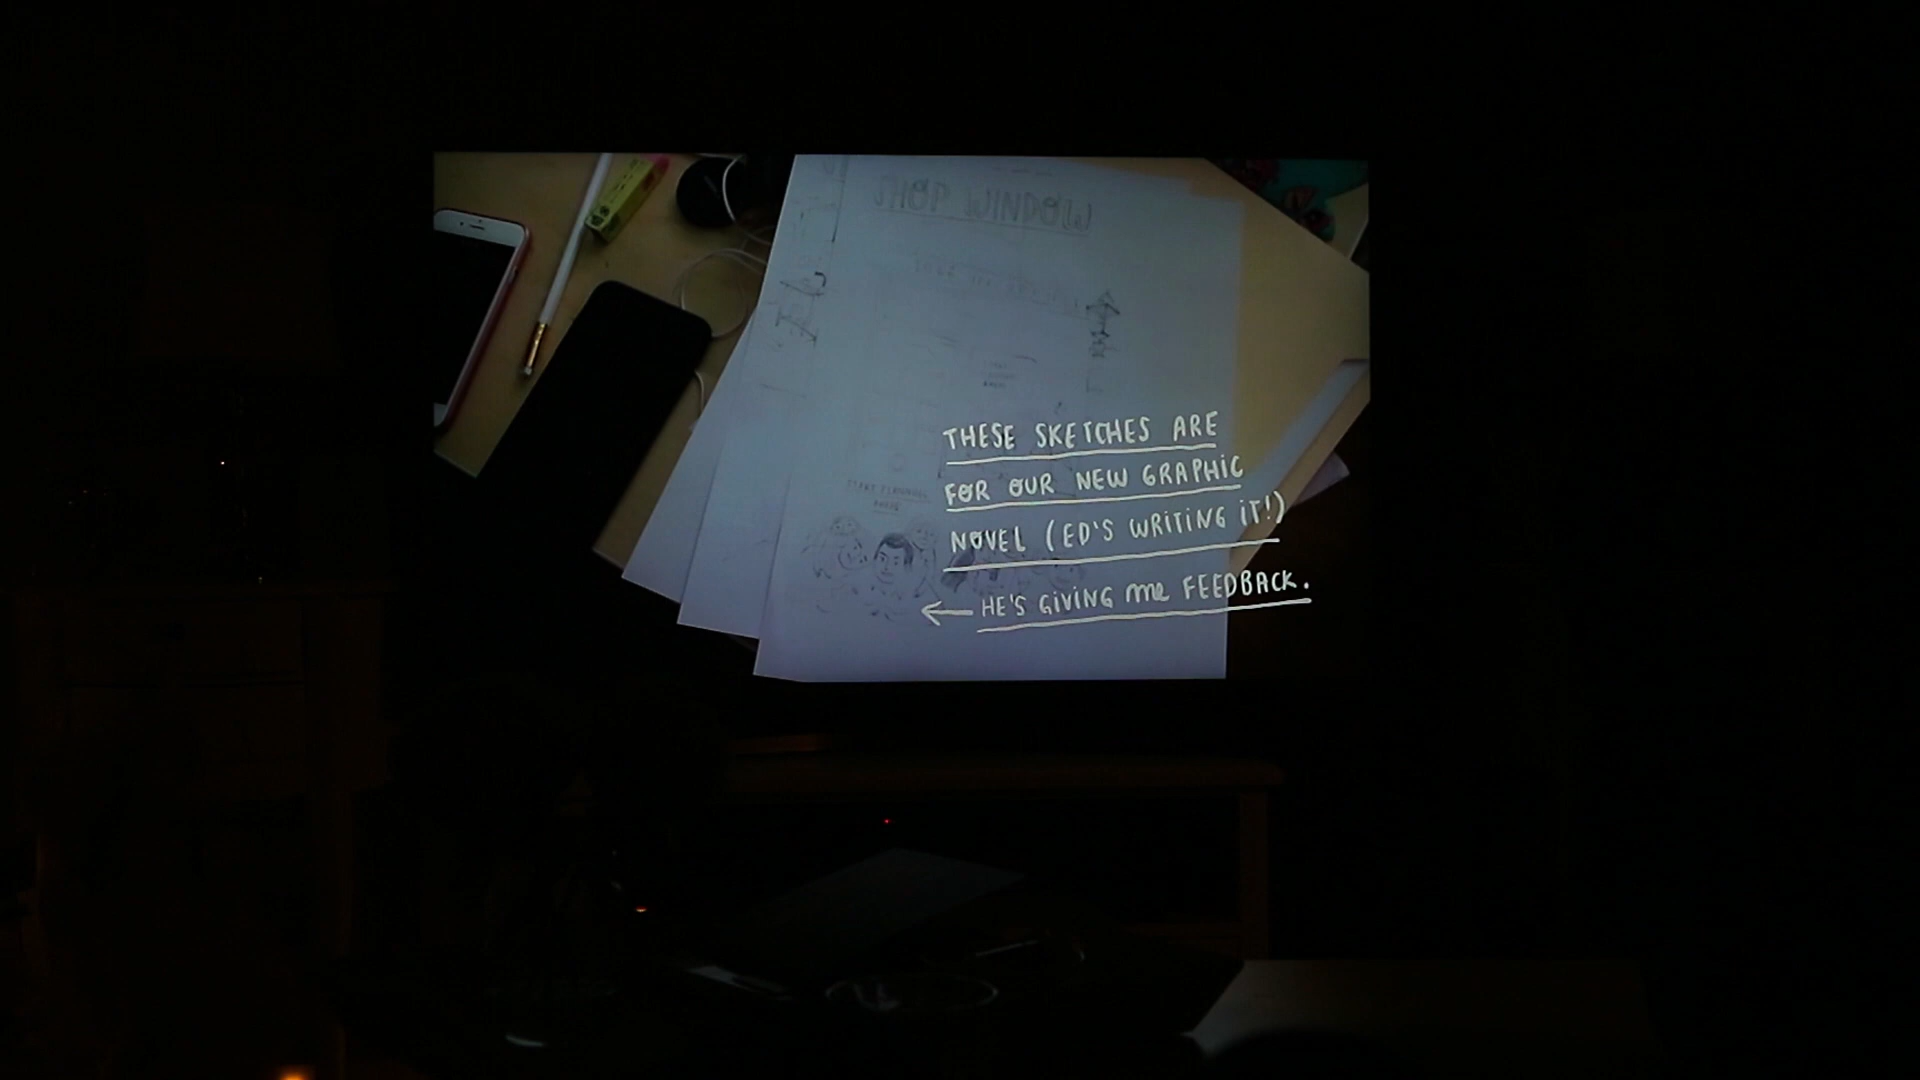 SHOP WINDOW
THESE SKETCHES ARE
FOR OUR NEW GRAPHIC
NOVEL (ED'S WRITING iT!)
HE'S GiViNG me FEEDBACK.